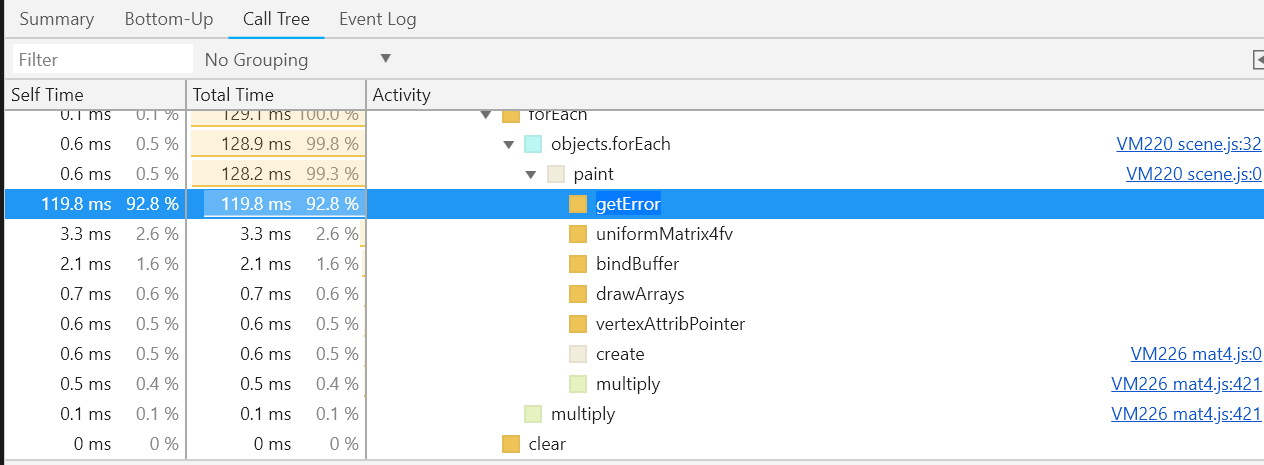 Summary Bottom-Up Call Tree Event Log
Filter No Grouping ▼
Self Time Total Time Activity
0.1 ms 0.1 % 129.1 ms 100.0 % ▼ forEach
0.6 ms 0.5 % 128.9 ms 99.8 % ▼ objects.forEach VM220 scene.js:32
0.6 ms 0.5 % 128.2 ms 99.3 % ▼ paint VM220 scene.js:0
119.8 ms 92.8 % 119.8 ms 92.8 % getError
3.3 ms 2.6 % 3.3 ms 2.6 % uniformMatrix4fv
2.1 ms 1.6 % 2.1 ms 1.6 % bindBuffer
0.7 ms 0.6 % 0.7 ms 0.6 % drawArrays
0.6 ms 0.5 % 0.6 ms 0.5 % vertexAttribPointer
0.6 ms 0.5 % 0.6 ms 0.5 % create VM226 mat4.js:0
0.5 ms 0.4 % 0.5 ms 0.4 % multiply VM226 mat4.js:421
0.1 ms 0.1 % 0.1 ms 0.1 % multiply VM226 mat4.js:421
0 ms 0 % 0 ms 0 % clear